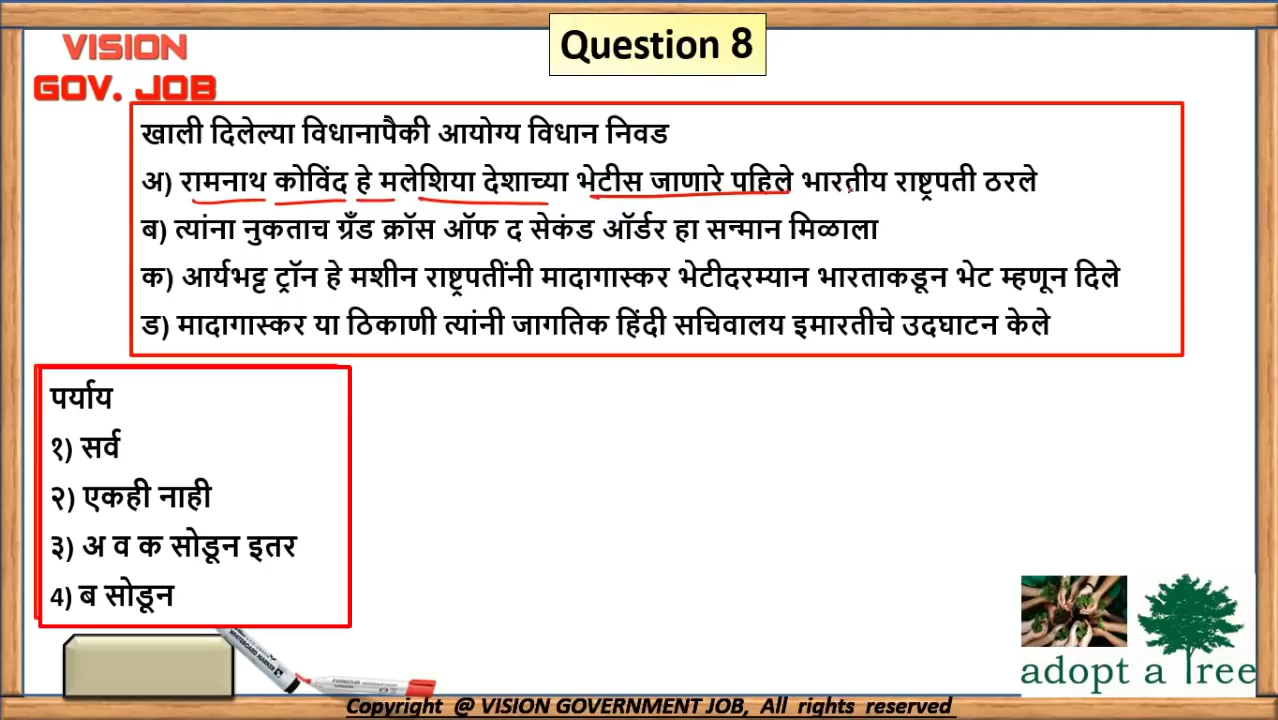 Question 8
VISION
GOV. JOB
खाली दिलेल्या विधानापैकी आयोग्य विधान निवड
अ) रामनाथ कोविंद हे मलेशिया देशाच्या भेटीस जाणारे पहिले भारतीय राष्ट्रपती ठरले
ब) त्यांना नुकताच ग्रँड क्रॉस ऑफ द सेकंड ऑर्डर हा सन्मान मिळाला
क) आर्यभट्ट ट्रॉन हे मशीन राष्ट्रपतींनी मादागास्कर भेटीदरम्यान भारताकडून भेट म्हणून दिले
ड) मादागास्कर या ठिकाणी त्यांनी जागतिक हिंदी सचिवालय इमारतीचे उदघाटन केले
पर्याय
१) सर्व
२) एकही नाही
३) अ व क सोडून इतर
4) ब सोडून
WHITEBOARD MARKER
adopt a Tree
Copyright @ VISION GOVERNMENT JOB, All rights reserved